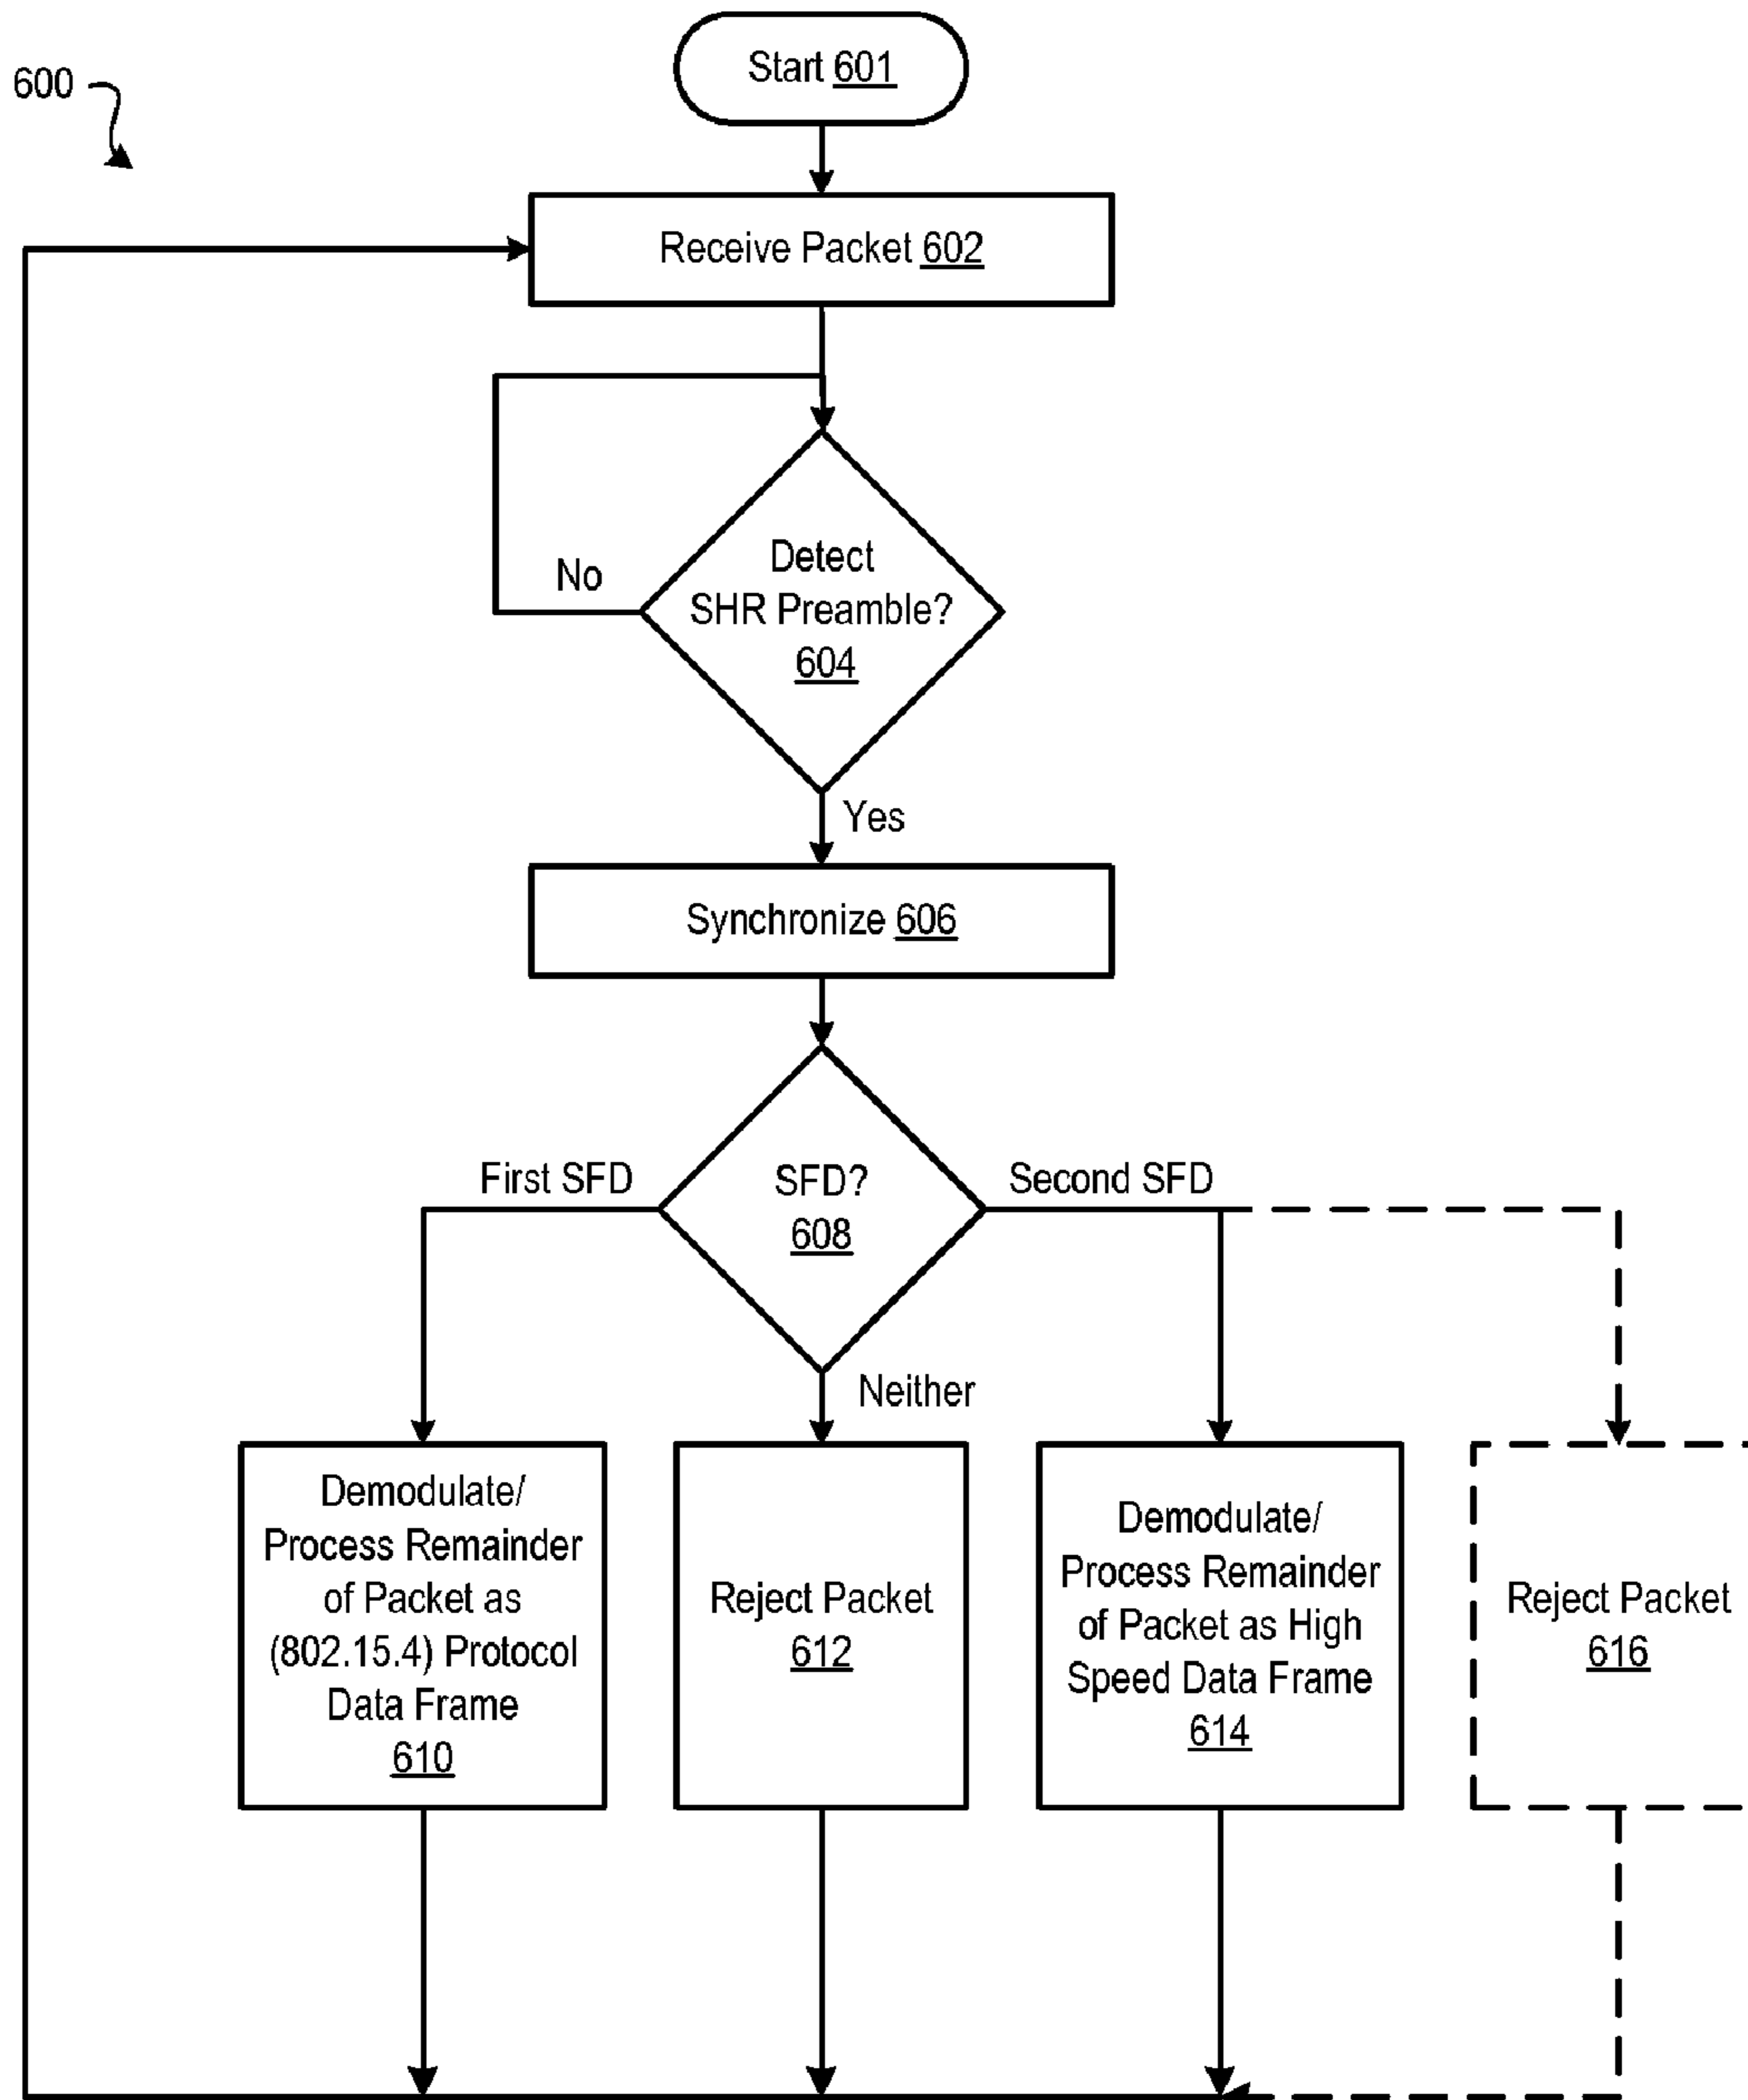 600
Start 601
Receive Packet 602
Detect
SHR Preamble?
604
No
Yes
Synchronize 606
SFD?
608
First SFD
Second SFD
Neither
Demodulate/
Process Remainder
of Packet as
(802.15.4) Protocol
Data Frame
610
Reject Packet
612
Demodulate/
Process Remainder
of Packet as High
Speed Data Frame
614
Reject Packet
616